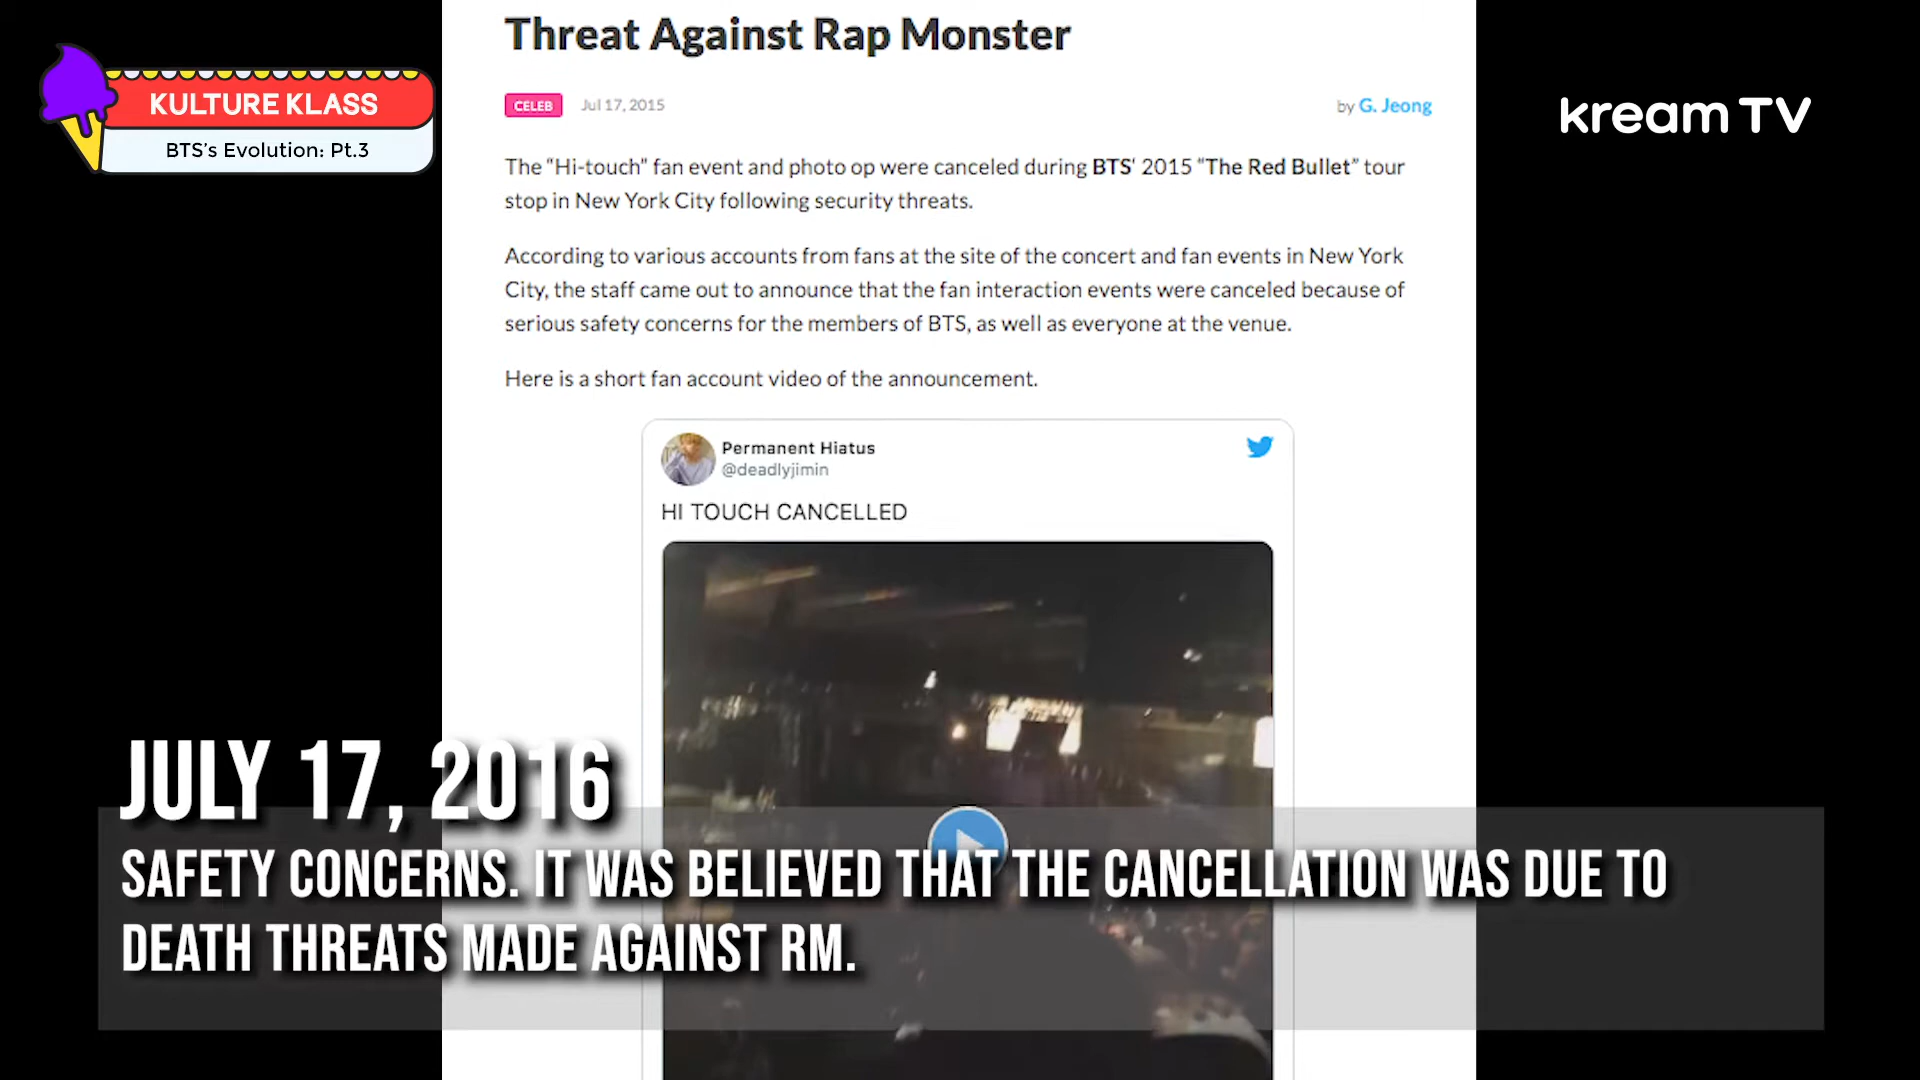 Threat Against Rap Monster
KULTURE KLASS
BTS's Evolution: Pt.3
kream TV
CELEB Jul 17, 2015 by G. Jeong
The “Hi-touch” fan event and photo op were canceled during BTS‘ 2015 “The Red Bullet” tour
stop in New York City following security threats.
According to various accounts from fans at the site of the concert and fan events in New York
City, the staff came out to announce that the fan interaction events were canceled because of
serious safety concerns for the members of BTS, as well as everyone at the venue.
Here is a short fan account video of the announcement.
Permanent Hiatus
@deadlyjimin
HI TOUCH CANCELLED
JULY 17, 2016
SAFETY CONCERNS. IT WAS BELIEVED THAT THE CANCELLATION WAS DUE TO
DEATH THREATS MADE AGAINST RM.